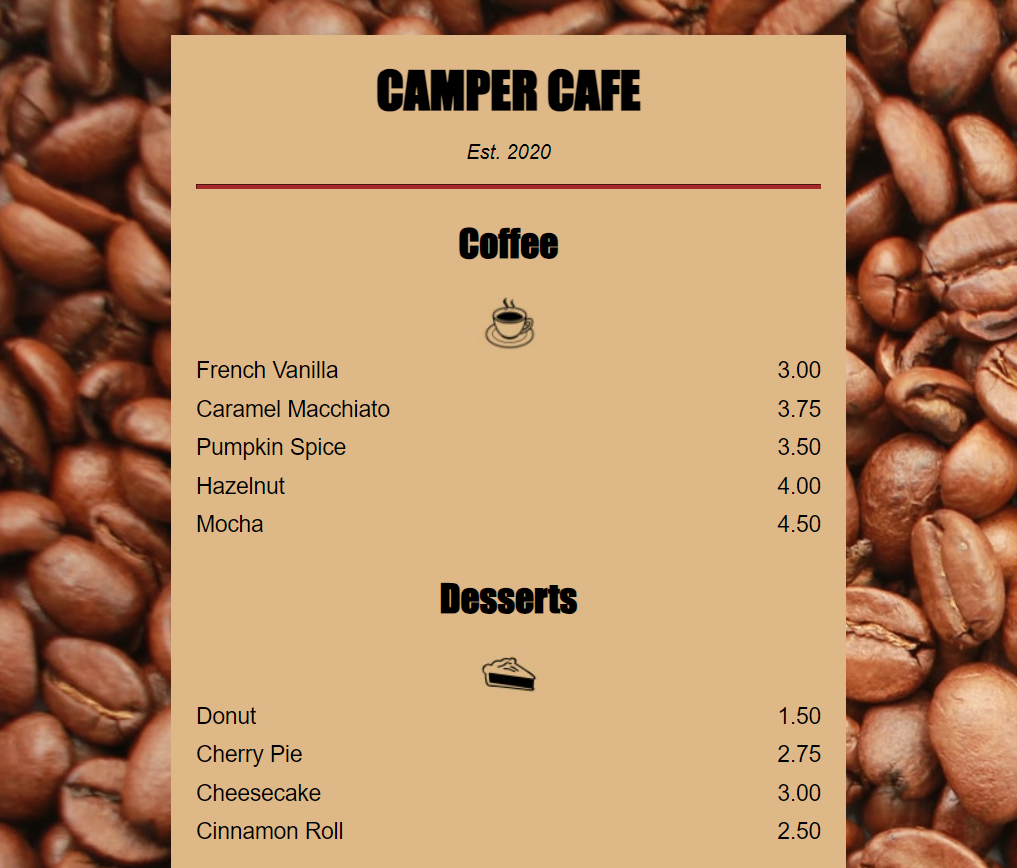 CAMPER CAFE
Est. 2020
Coffee
French Vanilla 3.00
Caramel Macchiato 3.75
Pumpkin Spice 3.50
Hazelnut 4.00
Mocha 4.50
Desserts
Donut 1.50
Cherry Pie 2.75
Cheesecake 3.00
Cinnamon Roll 2.50